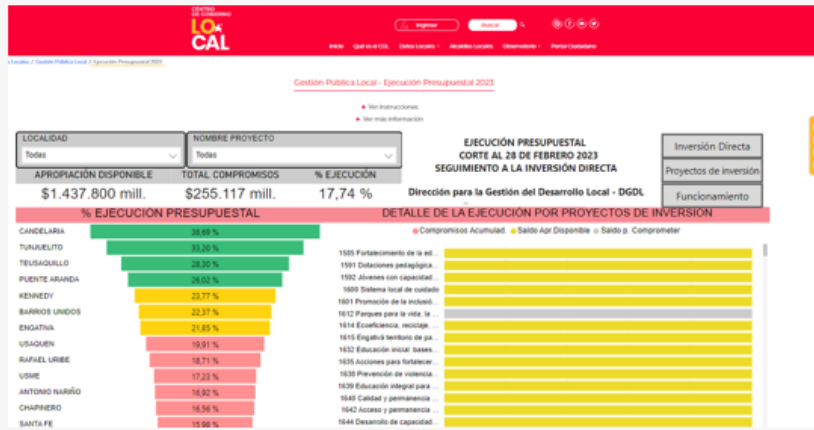 CENTRO
DE GOBIERNO
LO
CAL
Ingresar
Buscar
Inicio Qué es el CGL Datos Locales Alcaldías Locales Observatorio Portal Ciudadano
Locales / Gestión Pública Local / Ejecución Presupuestal 2023
Gestión Pública Local - Ejecución Presupuestal 2023
+ Ver instrucciones
+ Ver más información
LOCALIDAD
Todas
NOMBRE PROYECTO
Todas
APROPIACIÓN DISPONIBLE TOTAL COMPROMISOS % EJECUCIÓN
$1.437.800 mill. $255.117 mill. 17,74 %
EJECUCIÓN PRESUPUESTAL
CORTE AL 28 DE FEBRERO 2023
SEGUIMIENTO A LA INVERSIÓN DIRECTA
Dirección para la Gestión del Desarrollo Local - DGDL
Inversión Directa
Proyectos de inversión
Funcionamiento
% EJECUCIÓN PRESUPUESTAL
CANDELARIA 38,69 %
TUNJUELITO 33,20 %
TEUSAQUILLO 28,30 %
PUENTE ARANDA 26,02 %
KENNEDY 23,77 %
BARRIOS UNIDOS 22,37 %
ENGATIVA 21,85 %
USAQUEN 19,91 %
RAFAEL URIBE 18,71 %
USME 17,23 %
ANTONIO NARIÑO 16,92 %
CHAPINERO 16,56 %
SANTA FE 15,98 %
DETALLE DE LA EJECUCIÓN POR PROYECTOS DE INVERSIÓN
Compromisos Acumulad. Saldo Apr.Disponible Saldo p. Comprometer
1585 Fortalecimiento de la ed...
1591 Dotaciones pedagógica...
1592 Jóvenes con capacidad...
1600 Sistema local de cuidado
1601 Promoción de la inclusió...
1612 Parques para la vida, la ...
1614 Ecoeficiencia, reciclaje, ...
1615 Engativá territorio de pa...
1632 Educación inicial: bases...
1635 Acciones para fortalecer...
1638 Prevención de violencia...
1639 Educación integral para ...
1640 Calidad y permanencia ...
1642 Acceso y permanencia ...
1644 Desarrollo de capacidad...